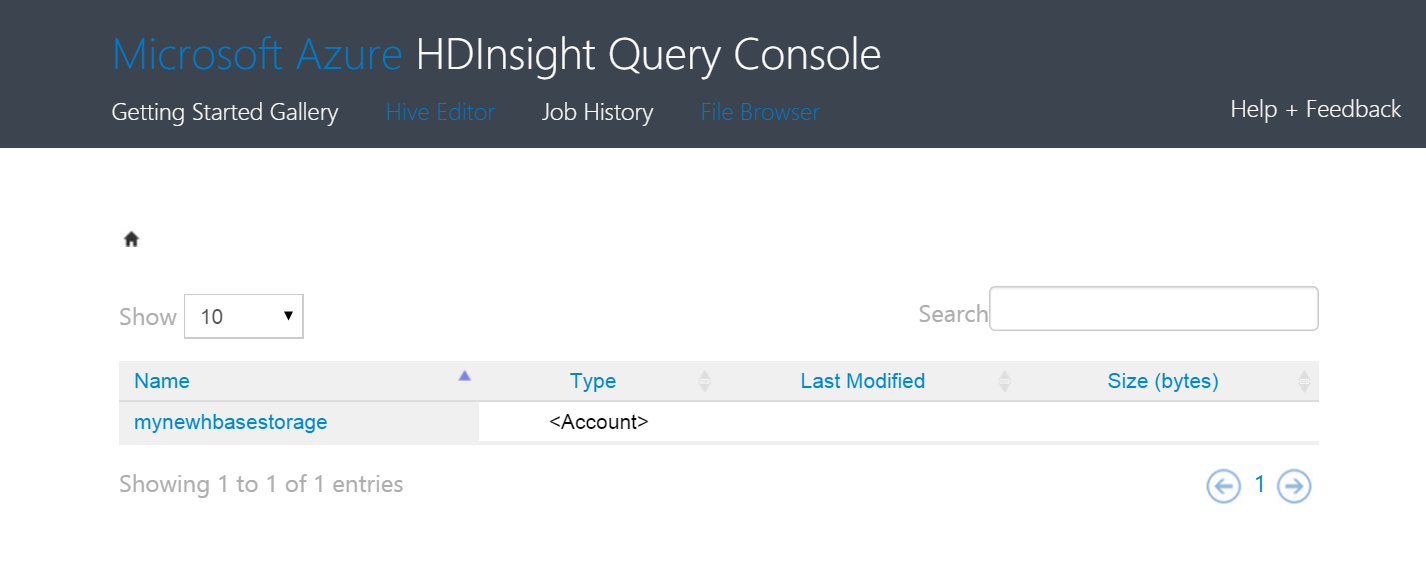 Microsoft Azure HDInsight Query Console
Getting Started Gallery Hive Editor Job History File Browser Help + Feedback
Show 10 Search
Name Type Last Modified Size (bytes)
mynewhbasestorage <Account>
Showing 1 to 1 of 1 entries 1